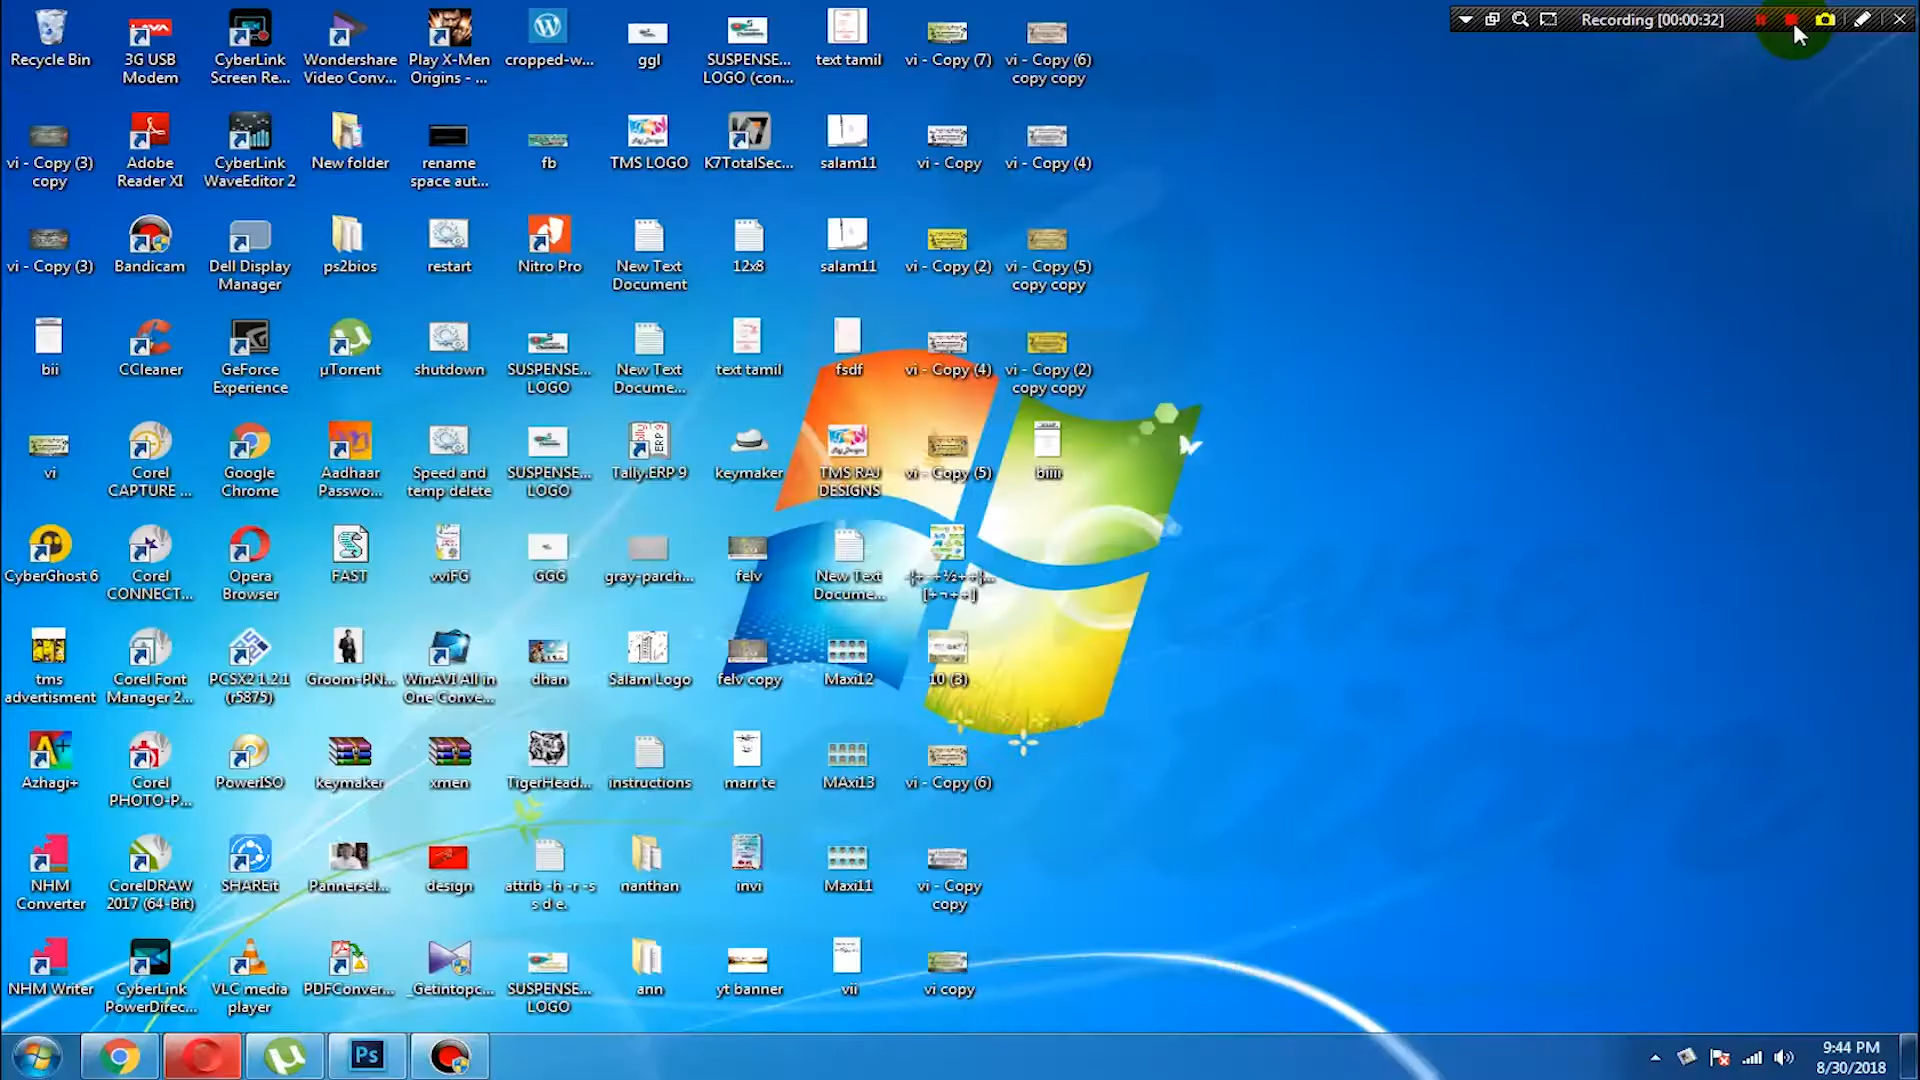 Recording [00:00:32]
Recycle Bin
3G USB
Modem
CyberLink
Screen Re...
Wondershare
Video Conv...
Play X-Men
Origins - ...
cropped-w...
ggl
SUSPENSE...
LOGO (con...
text tamil
vi - Copy (7)
vi - Copy (6)
copy copy
vi - Copy (3)
copy
Adobe
Reader XI
CyberLink
WaveEditor 2
New folder
rename
space aut...
fb
TMS LOGO
K7TotalSec...
salam11
vi - Copy
vi - Copy (4)
vi - Copy (3)
Bandicam
Dell Display
Manager
ps2bios
restart
Nitro Pro
New Text
Document
12x8
salam11
vi - Copy (2)
vi - Copy (5)
copy copy
bii
CCleaner
GeForce
Experience
µTorrent
shutdown
SUSPENSE...
LOGO
New Text
Docume...
text tamil
fsdf
vi - Copy (4)
vi - Copy (2)
copy copy
vi
Corel
CAPTURE ...
Google
Chrome
Aadhaar
Passwo...
Speed and
temp delete
SUSPENSE...
LOGO
Tally.ERP 9
keymaker
TMS RAJ
DESIGNS
vi - Copy (5)
biiii
CyberGhost 6
Corel
CONNECT...
Opera
Browser
FAST
vviFG
GGG
gray-parch...
felv
New Text
Docume...
tms
advertisment
Corel Font
Manager 2...
PCSX2 1.2.1
(r5875)
Groom-PN...
WinAVI All in
One Conve...
dhan
Salam Logo
felv copy
Maxi12
10 (3)
Azhagi+
Corel
PHOTO-P...
PowerISO
keymaker
xmen
TigerHead...
instructions
marr te
MAxi13
vi - Copy (6)
NHM
Converter
CorelDRAW
2017 (64-Bit)
SHAREit
Pannersel...
design
attrib -h -r -s
s d e.
nanthan
invi
Maxi11
vi - Copy
copy
NHM Writer
CyberLink
PowerDirec...
VLC media
player
PDFConver...
_Getintopc...
SUSPENSE...
LOGO
ann
yt banner
vii
vi copy
Ps
9:44 PM
8/30/2018